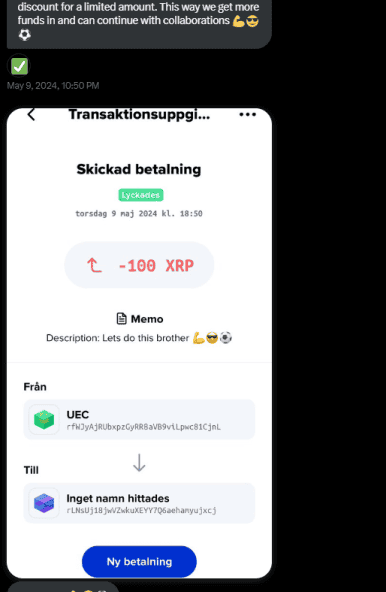 discount for a limited amount. This way we get more
funds in and can continue with collaborations 💪😎
⚽
✅
May 9, 2024, 10:50 PM
Transaktionsuppgi...
Skickad betalning
Lyckades
torsdag 9 maj 2024 kl. 18:50
-100 XRP
Memo
Description: Lets do this brother 💪😎⚽
Från
UEC
rfWJyAjRUbxpzGyRR8aVB9viLpwc81CjnL
Till
Inget namn hittades
rLNsUj18jwVZwkuXEYY7Q6aehanyujxcj
Ny betalning